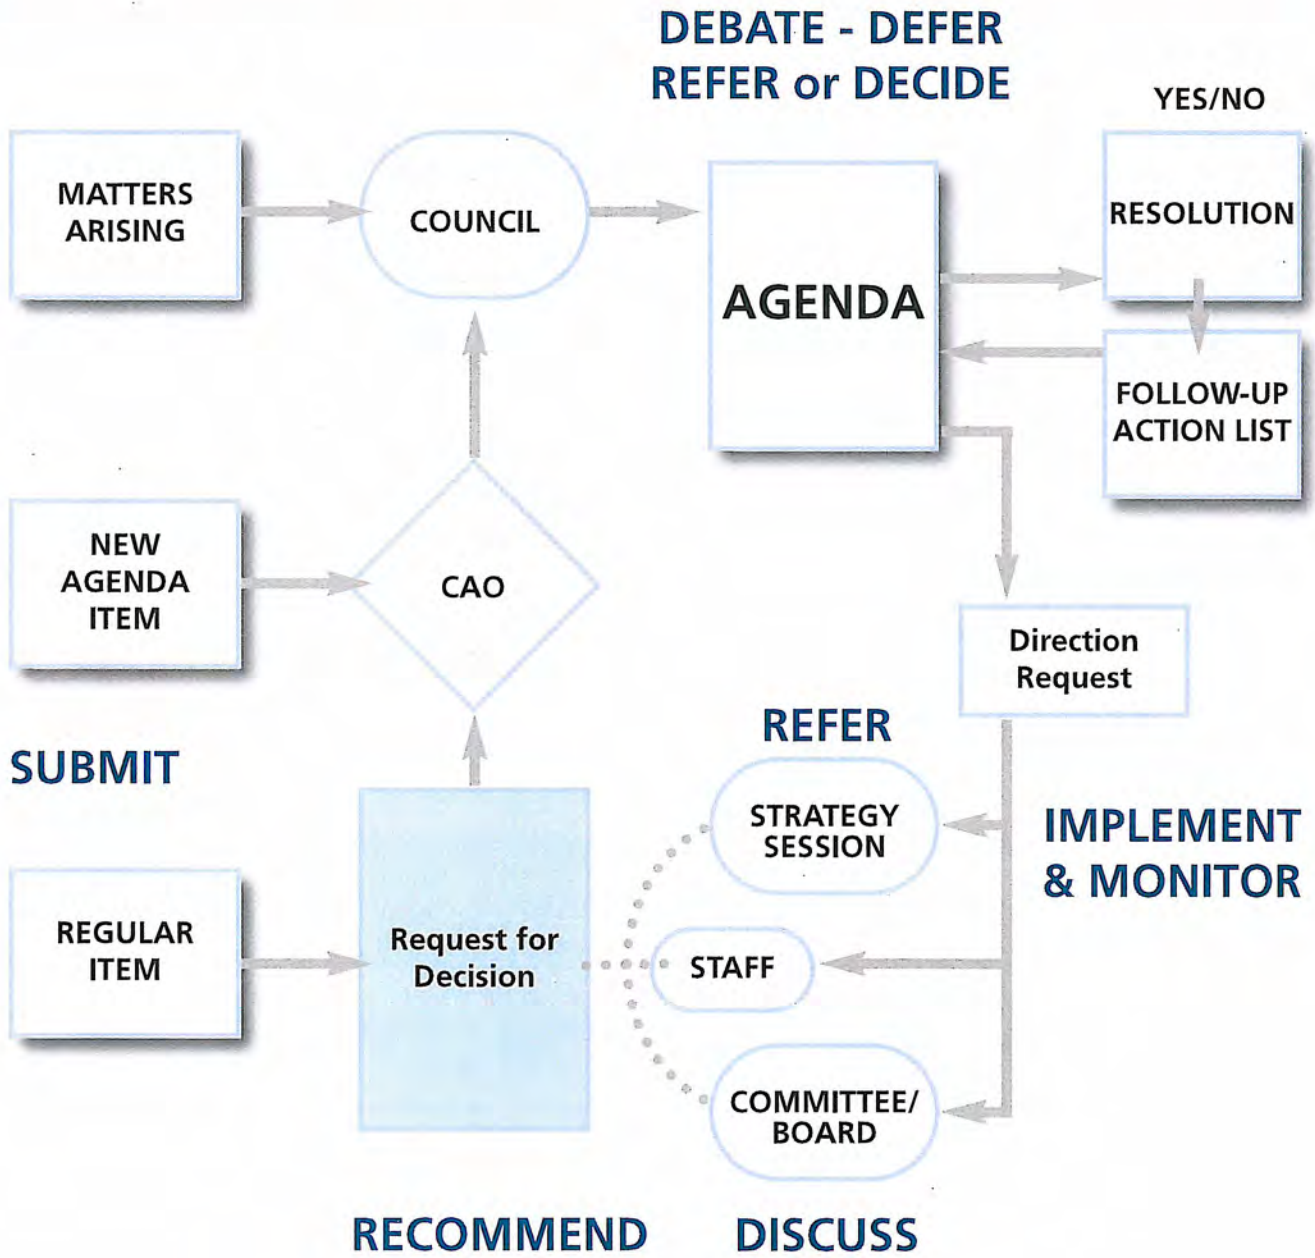 DEBATE - DEFER
REFER or DECIDE
YES/NO
MATTERS
ARISING
COUNCIL
AGENDA
RESOLUTION
FOLLOW-UP
ACTION LIST
NEW
AGENDA
ITEM
CAO
Direction
Request
SUBMIT
REFER
STRATEGY
SESSION
IMPLEMENT
& MONITOR
REGULAR
ITEM
Request for
Decision
STAFF
COMMITTEE/
BOARD
RECOMMEND
DISCUSS